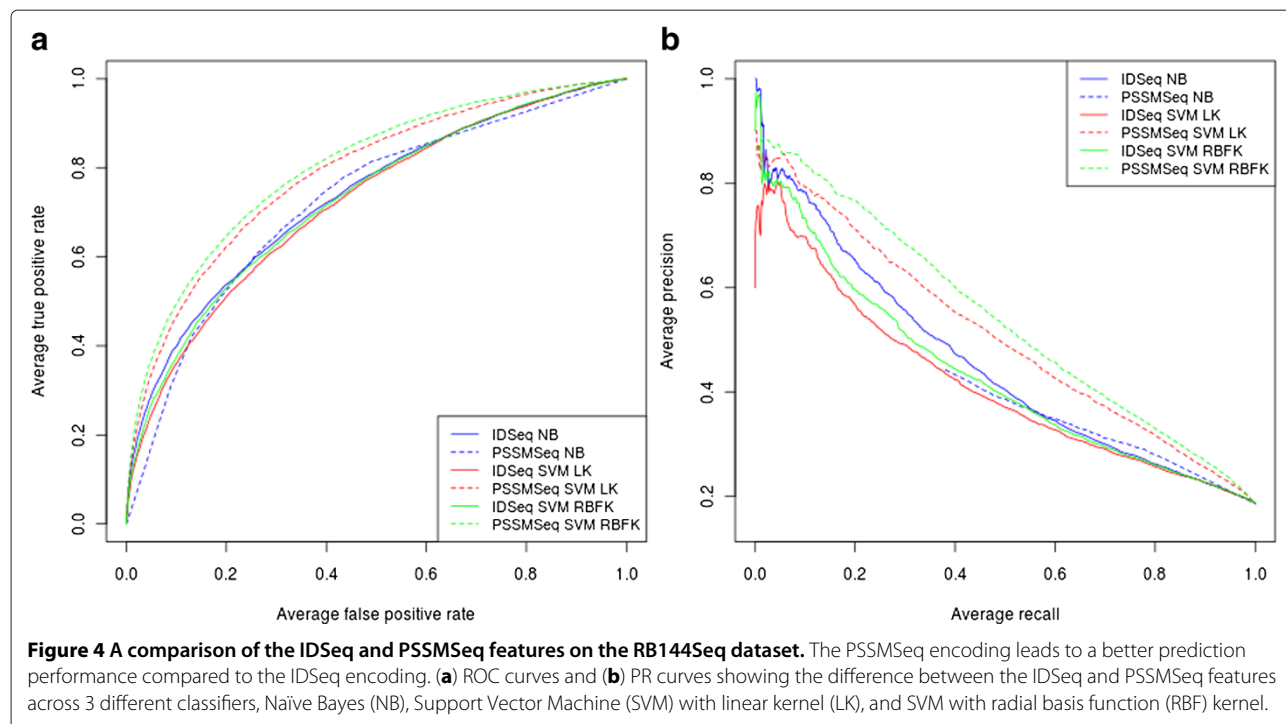 a
1.0
0.8
0.6
0.4
0.2
0.0
Average true positive rate
IDSeq NB
PSSMSeq NB
IDSeq SVM LK
PSSMSeq SVM LK
IDSeq SVM RBFK
PSSMSeq SVM RBFK
0.0 0.2 0.4 0.6 0.8 1.0
Average false positive rate
b
1.0
0.8
0.6
0.4
0.2
Average precision
IDSeq NB
PSSMSeq NB
IDSeq SVM LK
PSSMSeq SVM LK
IDSeq SVM RBFK
PSSMSeq SVM RBFK
0.0 0.2 0.4 0.6 0.8 1.0
Average recall
Figure 4 A comparison of the IDSeq and PSSMSeq features on the RB144Seq dataset. The PSSMSeq encoding leads to a better prediction
performance compared to the IDSeq encoding. (a) ROC curves and (b) PR curves showing the difference between the IDSeq and PSSMSeq features
across 3 different classifiers, Naïve Bayes (NB), Support Vector Machine (SVM) with linear kernel (LK), and SVM with radial basis function (RBF) kernel.